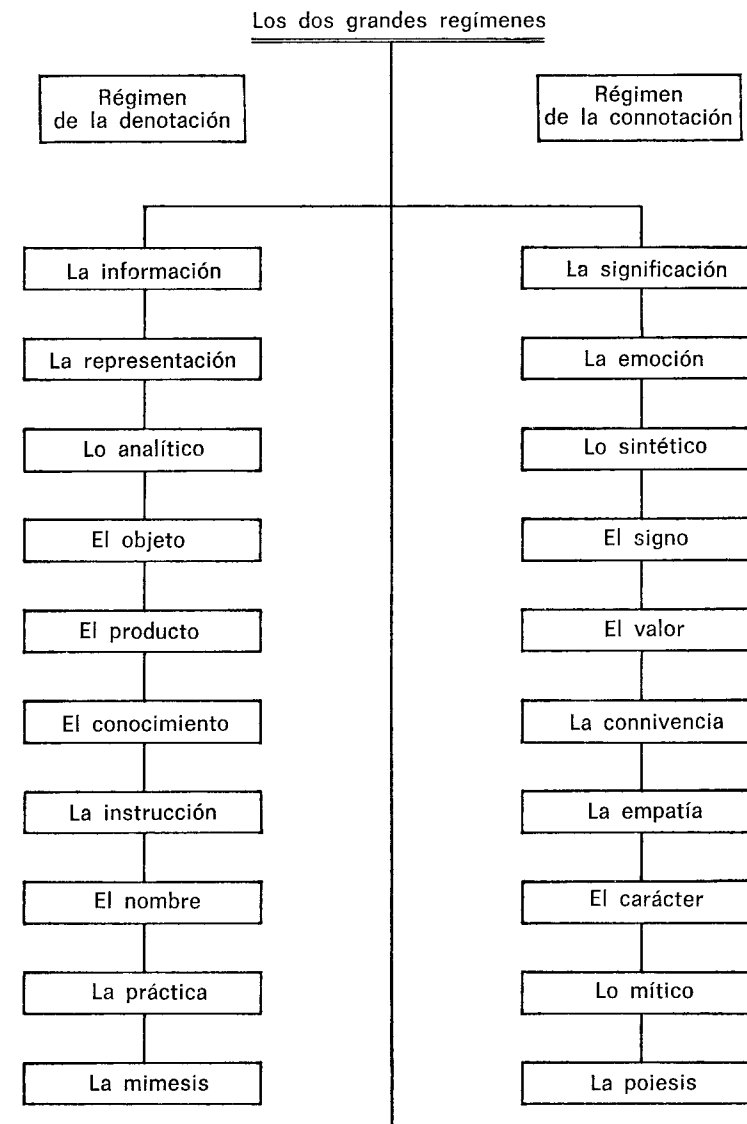 Los dos grandes regímenes
Régimen
de la denotación
Régimen
de la connotación
La información
La significación
La representación
La emoción
Lo analítico
Lo sintético
El objeto
El signo
El producto
El valor
El conocimiento
La connivencia
La instrucción
La empatía
El nombre
El carácter
La práctica
Lo mítico
La mimesis
La poiesis